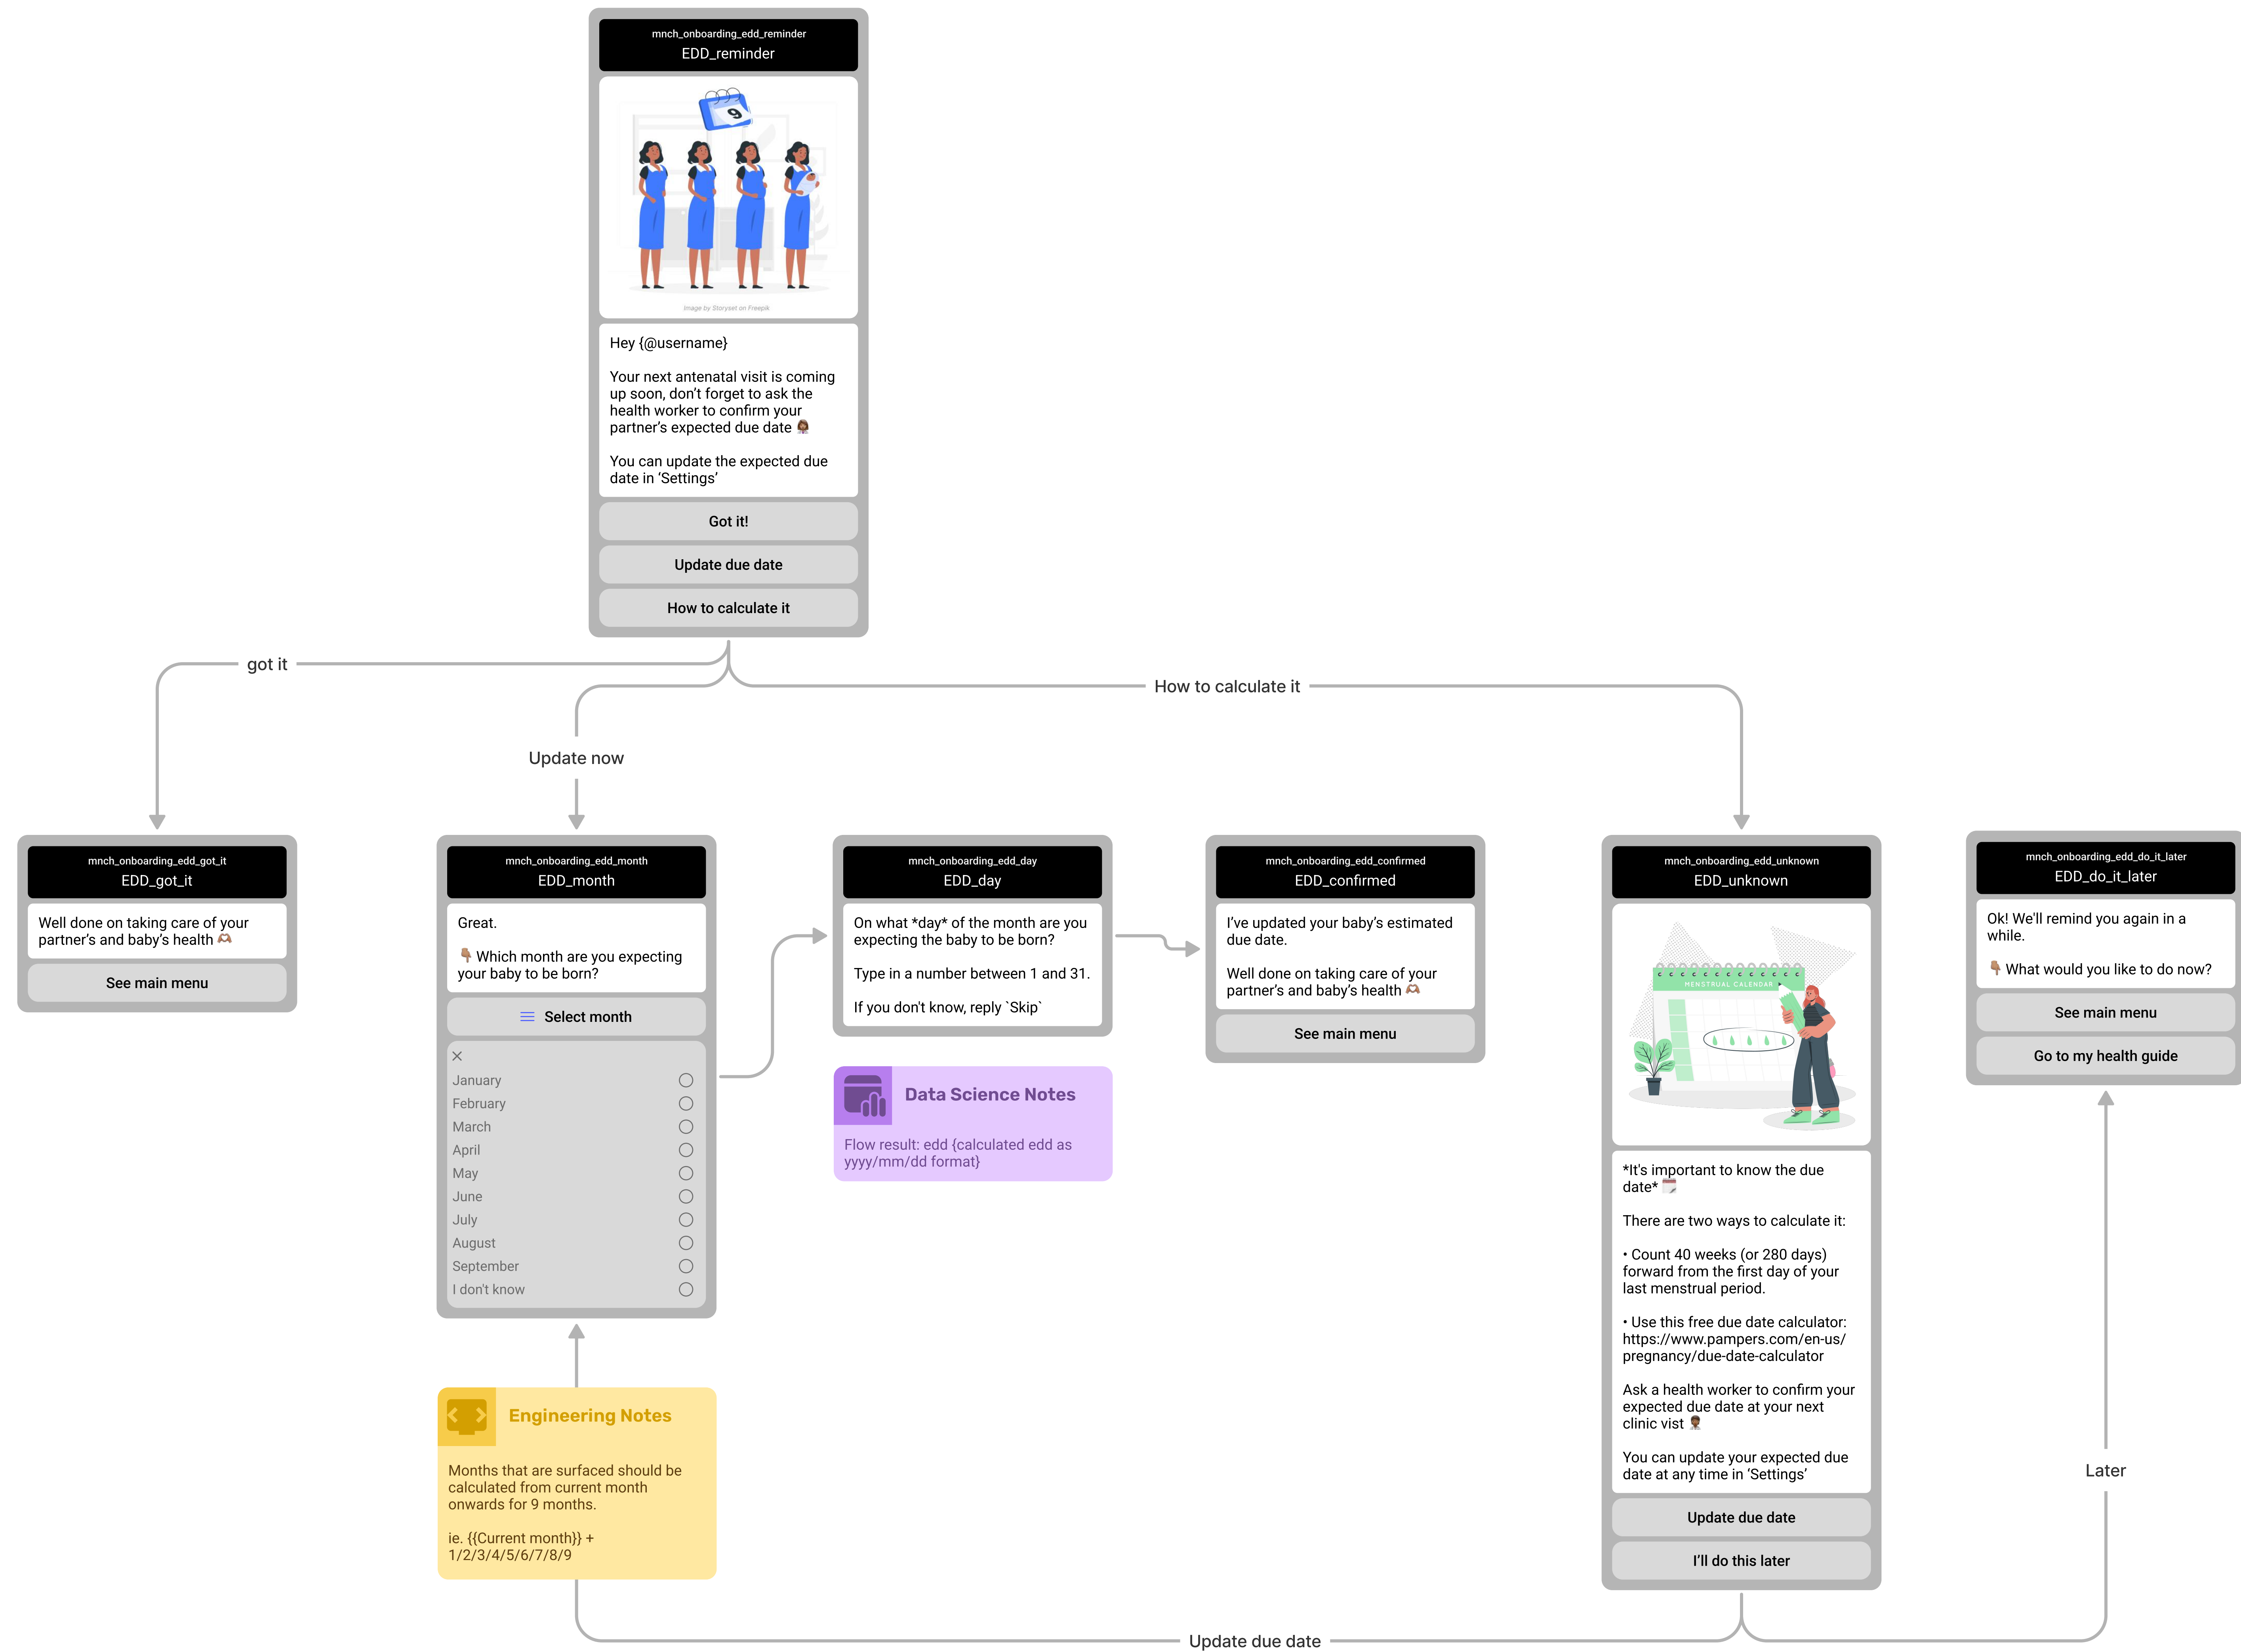 mnch_onboarding_edd_reminder
EDD_reminder
9
Image by Storyset on Freepik
Hey {@username}
Your next antenatal visit is coming
up soon, don’t forget to ask the
health worker to confirm your
partner’s expected due date 👩🏽‍⚕️
You can update the expected due
date in ‘Settings’
Got it!
Update due date
How to calculate it
got it
How to calculate it
Update now
mnch_onboarding_edd_got_it
EDD_got_it
Well done on taking care of your
partner’s and baby’s health 🫶🏽
See main menu
mnch_onboarding_edd_month
EDD_month
Great.
👇🏽 Which month are you expecting
your baby to be born?
Select month
January
February
March
April
May
June
July
August
September
I don't know
Engineering Notes
Months that are surfaced should be
calculated from current month
onwards for 9 months.
ie. {{Current month}} +
1/2/3/4/5/6/7/8/9
mnch_onboarding_edd_day
EDD_day
On what *day* of the month are you
expecting the baby to be born?
Type in a number between 1 and 31.
If you don't know, reply `Skip`
Data Science Notes
Flow result: edd {calculated edd as
yyyy/mm/dd format}
mnch_onboarding_edd_confirmed
EDD_confirmed
I’ve updated your baby’s estimated
due date.
Well done on taking care of your
partner’s and baby’s health 🫶🏽
See main menu
mnch_onboarding_edd_unknown
EDD_unknown
MENSTRUAL CALENDAR
*It's important to know the due
date* 🗓️
There are two ways to calculate it:
• Count 40 weeks (or 280 days)
forward from the first day of your
last menstrual period.
• Use this free due date calculator:
https://www.pampers.com/en-us/
pregnancy/due-date-calculator
Ask a health worker to confirm your
expected due date at your next
clinic vist 👨🏾‍⚕️
You can update your expected due
date at any time in ‘Settings’
Update due date
I’ll do this later
mnch_onboarding_edd_do_it_later
EDD_do_it_later
Ok! We'll remind you again in a
while.
👇🏽 What would you like to do now?
See main menu
Go to my health guide
Later
Update due date